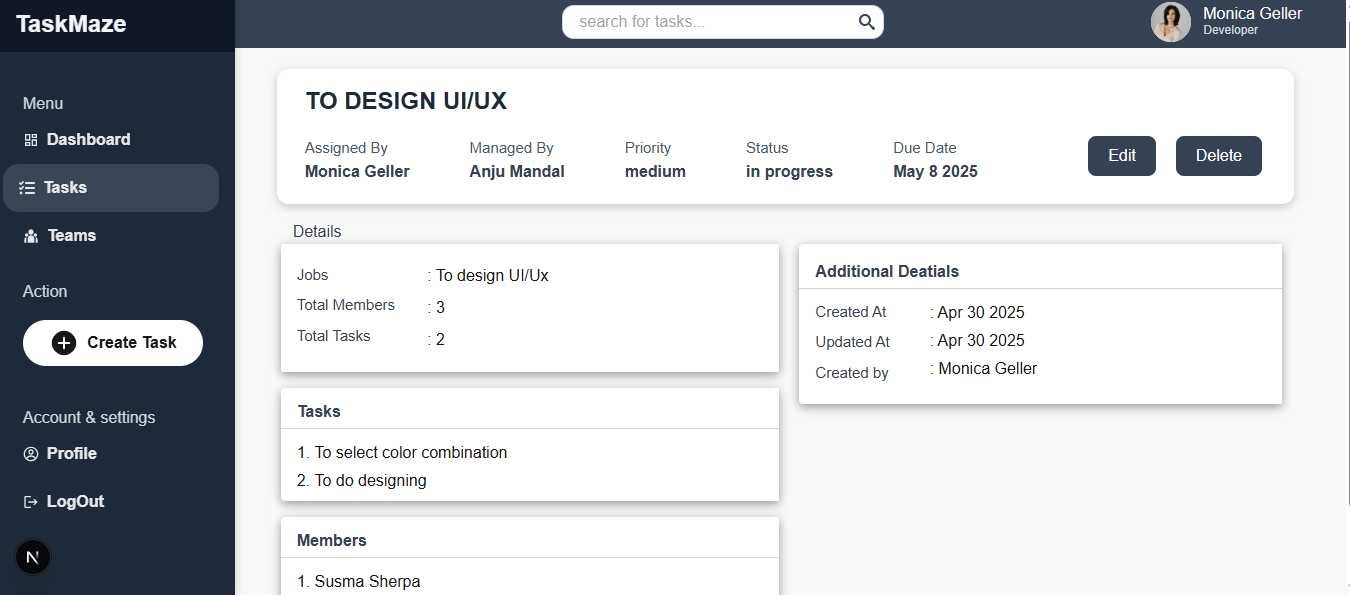 TaskMaze
search for tasks...
Monica Geller
Developer
Menu
Dashboard
Tasks
Teams
Action
Create Task
Account & settings
Profile
LogOut
N
TO DESIGN UI/UX
Assigned By
Monica Geller
Managed By
Anju Mandal
Priority
medium
Status
in progress
Due Date
May 8 2025
Edit
Delete
Details
Jobs : To design UI/Ux
Total Members : 3
Total Tasks : 2
Tasks
1. To select color combination
2. To do designing
Members
1. Susma Sherpa
Additional Deatials
Created At : Apr 30 2025
Updated At : Apr 30 2025
Created by : Monica Geller